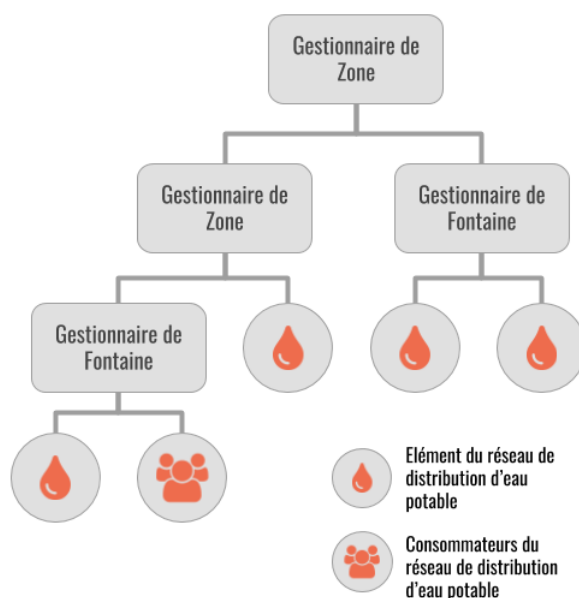 Gestionnaire de
Zone
Gestionnaire de
Zone
Gestionnaire de
Fontaine
Gestionnaire de
Fontaine
Elément du réseau de
distribution d'eau
potable
Consommateurs du
réseau de distribution
d'eau potable